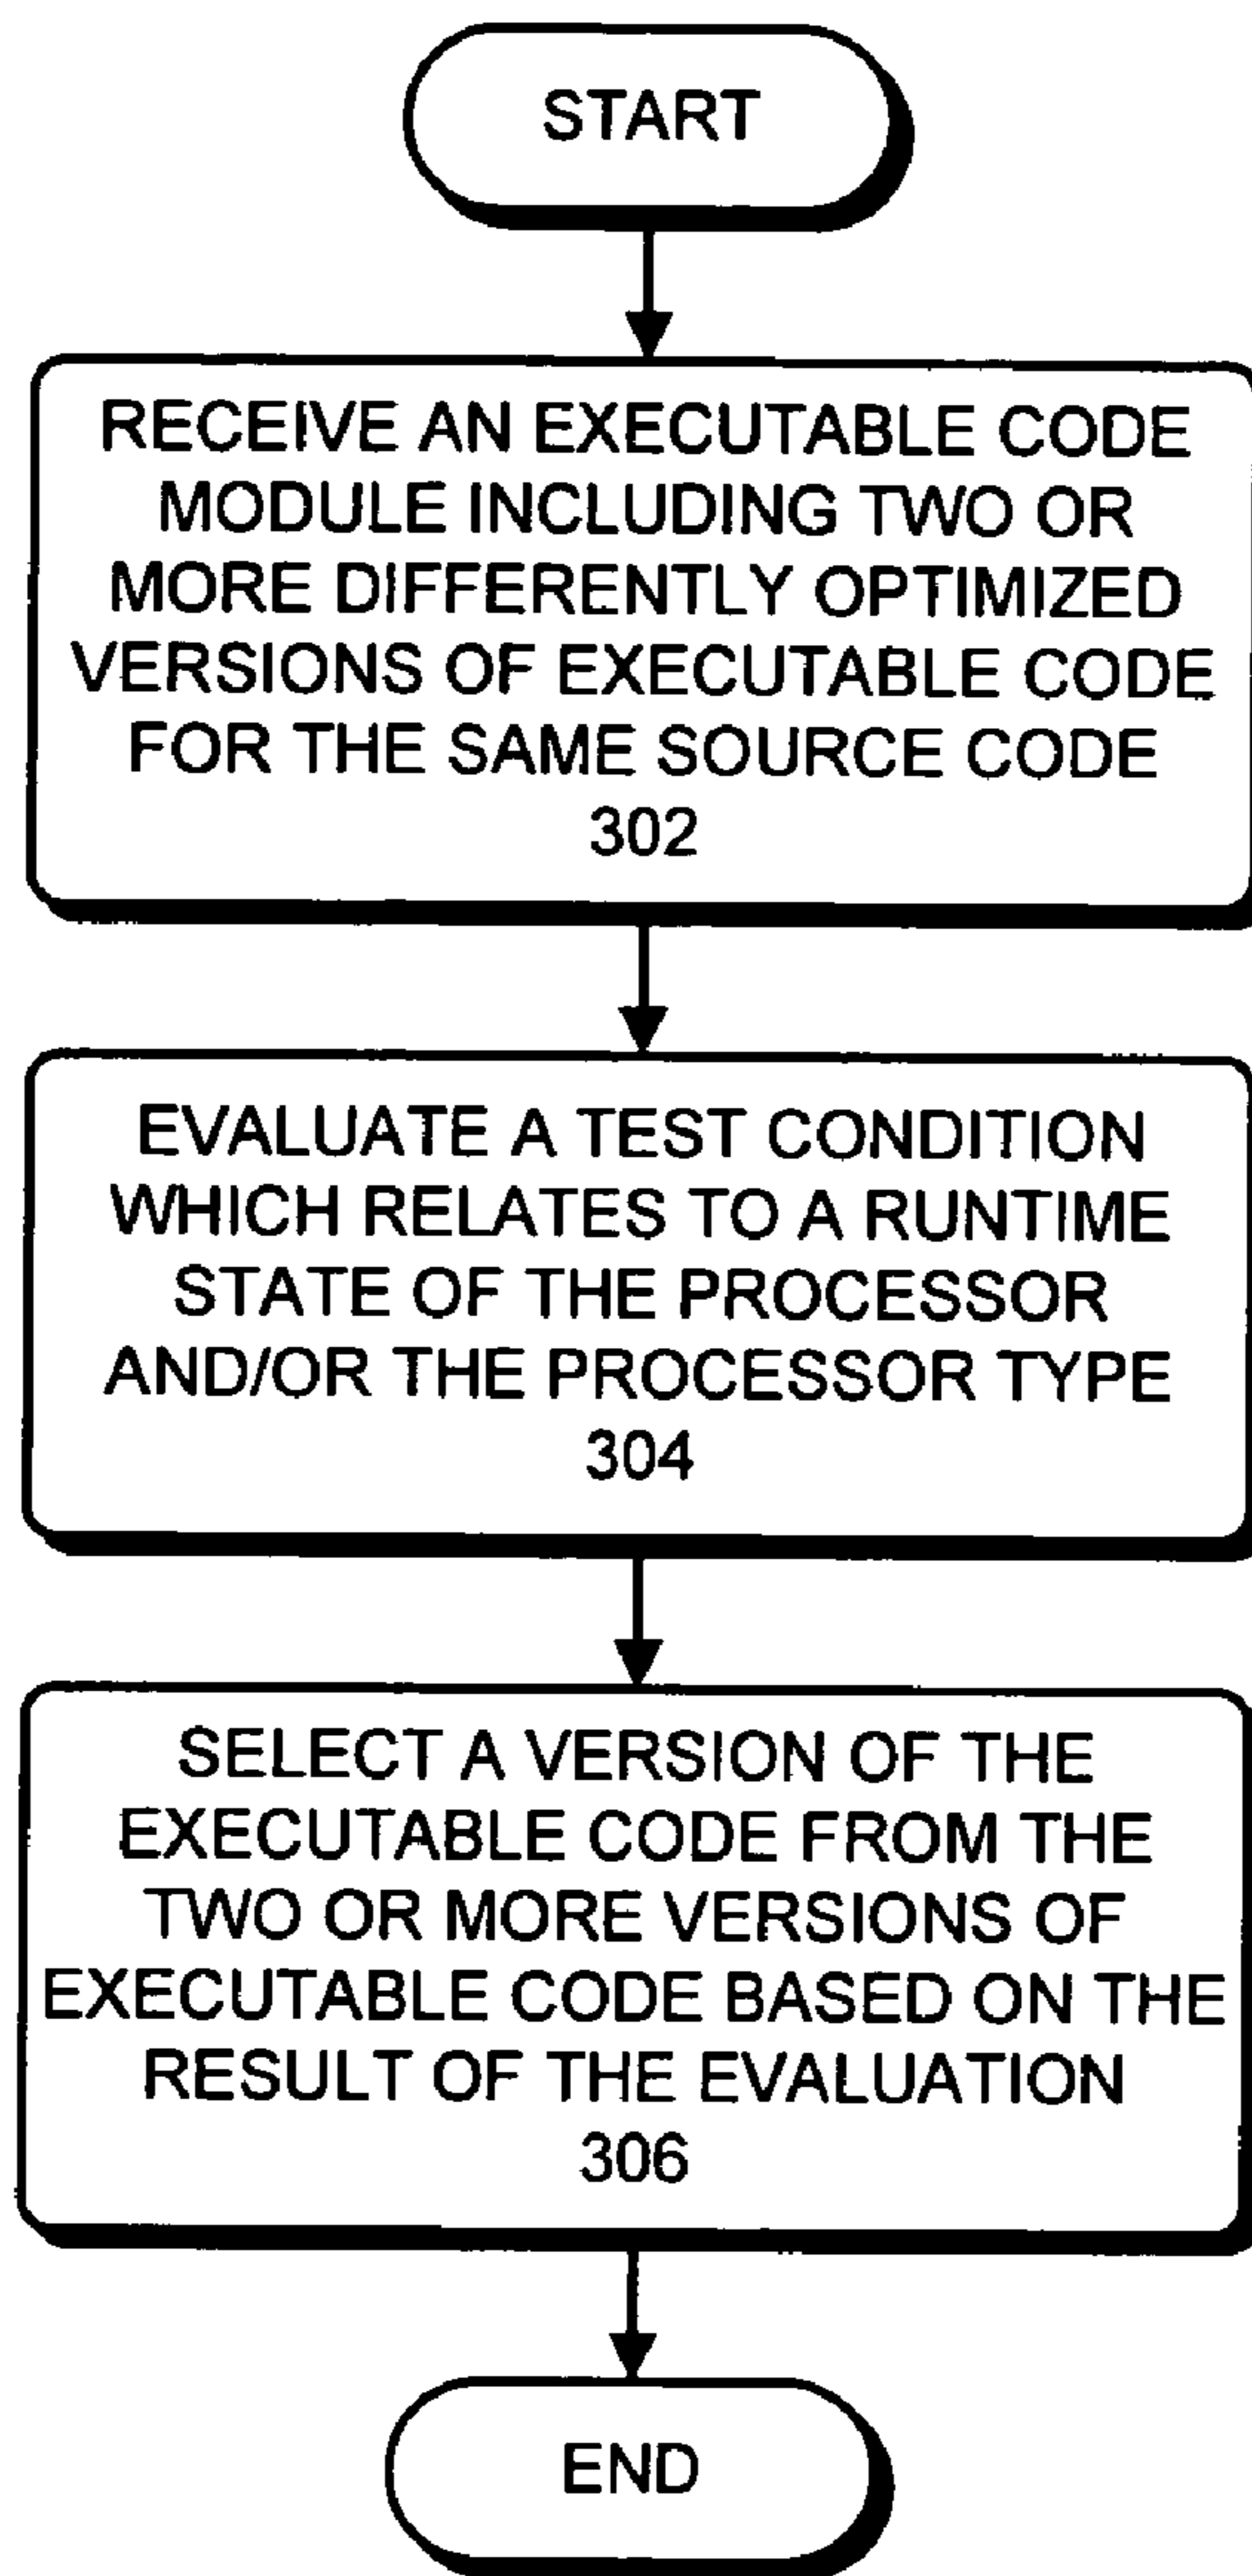 START
RECEIVE AN EXECUTABLE CODE
MODULE INCLUDING TWO OR
MORE DIFFERENTLY OPTIMIZED
VERSIONS OF EXECUTABLE CODE
FOR THE SAME SOURCE CODE
302
EVALUATE A TEST CONDITION
WHICH RELATES TO A RUNTIME
STATE OF THE PROCESSOR
AND/OR THE PROCESSOR TYPE
304
SELECT A VERSION OF THE
EXECUTABLE CODE FROM THE
TWO OR MORE VERSIONS OF
EXECUTABLE CODE BASED ON THE
RESULT OF THE EVALUATION
306
END